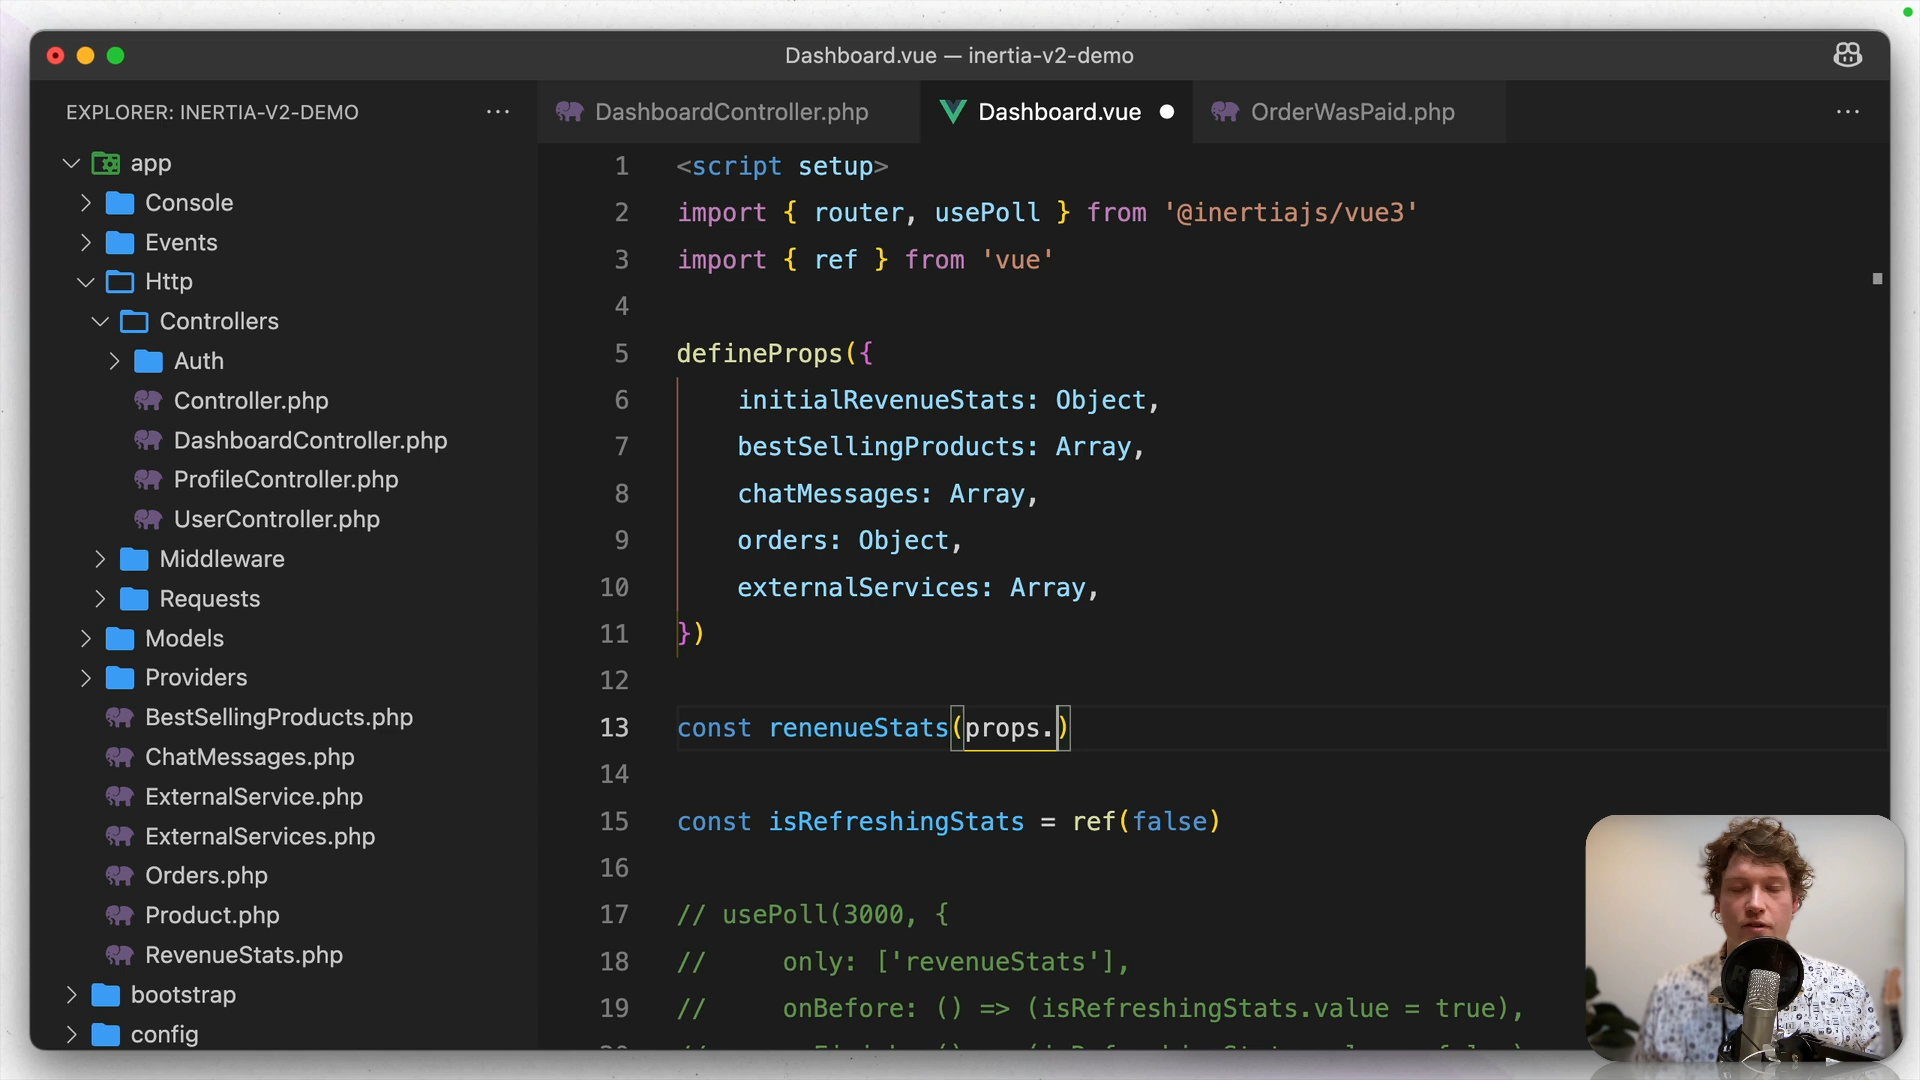 Dashboard.vue — inertia-v2-demo
EXPLORER: INERTIA-V2-DEMO
DashboardController.php
Dashboard.vue
OrderWasPaid.php
app
Console
Events
Http
Controllers
Auth
Controller.php
DashboardController.php
ProfileController.php
UserController.php
Middleware
Requests
Models
Providers
BestSellingProducts.php
ChatMessages.php
ExternalService.php
ExternalServices.php
Orders.php
Product.php
RevenueStats.php
bootstrap
config
1 <script setup>
2 import { router, usePoll } from '@inertiajs/vue3'
3 import { ref } from 'vue'
4
5 defineProps({
6 initialRevenueStats: Object,
7 bestSellingProducts: Array,
8 chatMessages: Array,
9 orders: Object,
10 externalServices: Array,
11 })
12
13 const renenueStats(props.)
14
15 const isRefreshingStats = ref(false)
16
17 // usePoll(3000, {
18 // only: ['revenueStats'],
19 // onBefore: () => (isRefreshingStats.value = true),